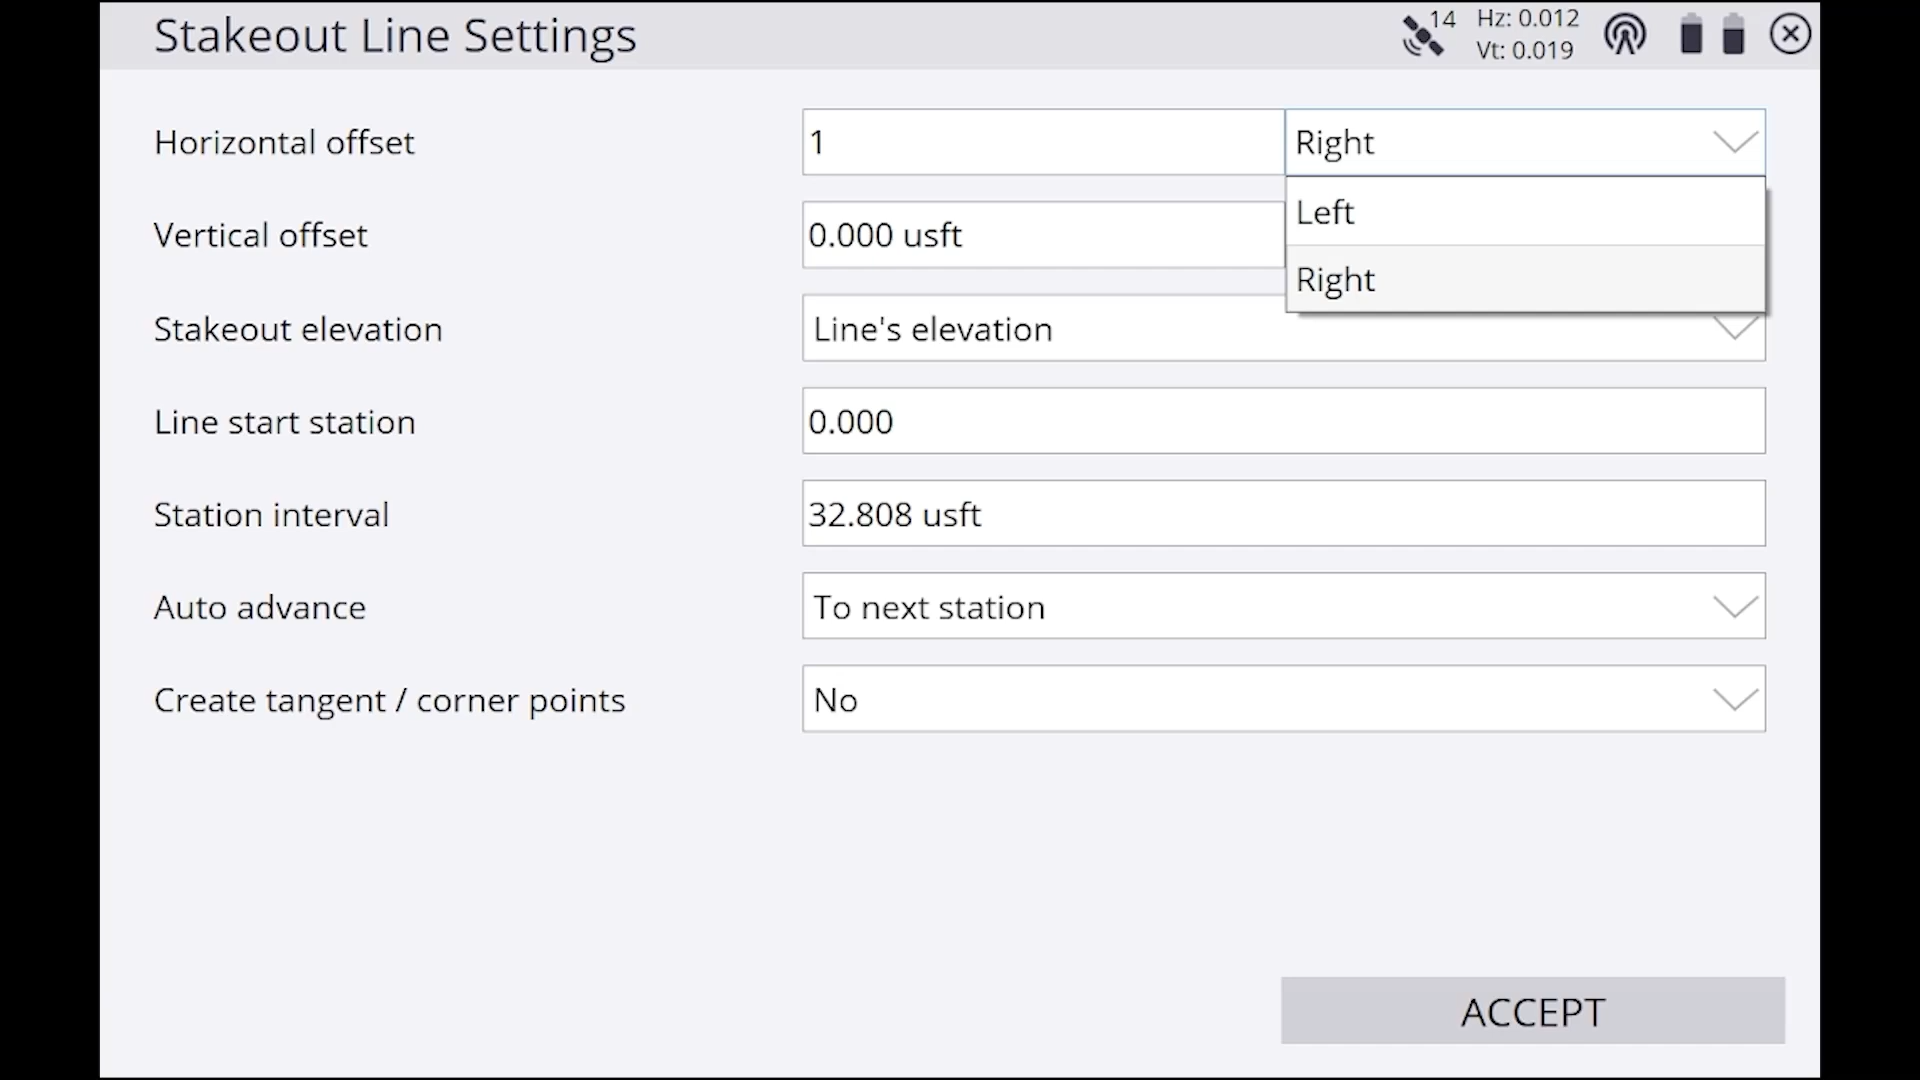 Stakeout Line Settings
14
Hz: 0.012
Vt: 0.019
Horizontal offset
1
Right
Left
Right
Vertical offset
0.000 usft
Stakeout elevation
Line's elevation
Line start station
0.000
Station interval
32.808 usft
Auto advance
To next station
Create tangent / corner points
No
ACCEPT